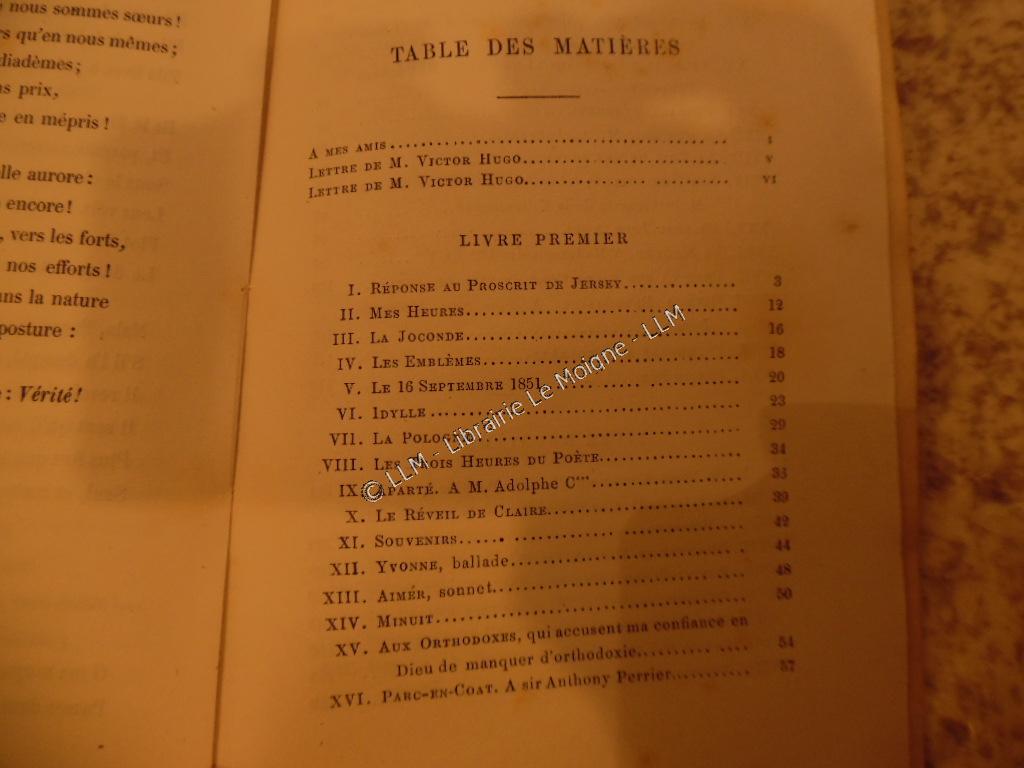 nous sommes sœurs !
qu'en nous mêmes ;
diadèmes ;
prix,
en mépris !
aurore :
encore !
vers les forts,
nos efforts !
la nature
posture :
: Vérité !
TABLE DES MATIÈRES
A MES AMIS
LETTRE DE M. VICTOR HUGO V
LETTRE DE M. VICTOR HUGO VI
LIVRE PREMIER
I. RÉPONSE AU PROSCRIT DE JERSEY 3
II. MES HEURES 12
III. LA JOCONDE 16
IV. LES EMBLÈMES 18
V. LE 16 SEPTEMBRE 1851 20
VI. IDYLLE 23
VII. LA POLOGNE 29
VIII. LES TROIS HEURES DU POÈTE 34
IX. APARTÉ. A M. ADOLPHE C***
X. LE RÉVEIL DE CLAIRE 39
XI. SOUVENIRS 42
XII. YVONNE, ballade 44
XIII. AIMER, sonnet 48
XIV. MINUIT 50
XV. AUX ORTHODOXES, qui accusent ma confiance en
Dieu de manquer d'orthodoxie 54
XVI. PARC-EN-COAT. A sir Anthony Perrier 57
© LLM - Librairie Le Moigne - LLM